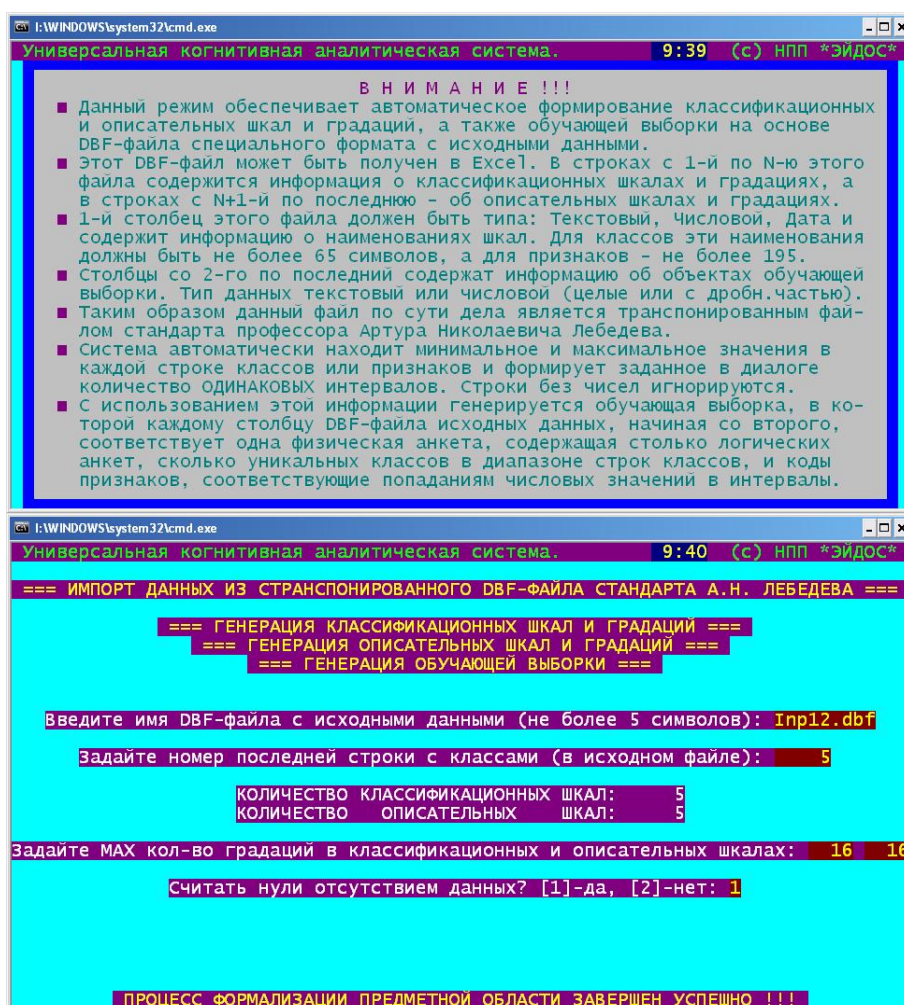 I:\WINDOWS\system32\cmd.exe
Универсальная когнитивная аналитическая система. 9:39 (c) НПП *ЭЙДОС*
В Н И М А Н И Е !!!
Данный режим обеспечивает автоматическое формирование классификационных
и описательных шкал и градаций, а также обучающей выборки на основе
DBF-файла специального формата с исходными данными.
Этот DBF-файл может быть получен в Excel. В строках с 1-й по N-ю этого
файла содержится информация о классификационных шкалах и градациях, а
в строках с N+1-й по последнюю – об описательных шкалах и градациях.
1-й столбец этого файла должен быть типа: Текстовый, Числовой, Дата и
содержит информацию о наименованиях шкал. Для классов эти наименования
должны быть не более 65 символов, а для признаков – не более 195.
Столбцы со 2-го по последний содержат информацию об объектах обучающей
выборки. Тип данных текстовый или числовой (целые или с дробн.частью).
Таким образом данный файл по сути дела является транспонированным фай-
лом стандарта профессора Артура Николаевича Лебедева.
Система автоматически находит минимальное и максимальное значения в
каждой строке классов или признаков и формирует заданное в диалоге
количество ОДИНАКОВЫХ интервалов. Строки без чисел игнорируются.
С использованием этой информации генерируется обучающая выборка, в ко-
торой каждому столбцу DBF-файла исходных данных, начиная со второго,
соответствует одна физическая анкета, содержащая столько логических
анкет, сколько уникальных классов в диапазоне строк классов, и коды
признаков, соответствующие попаданиям числовых значений в интервалы.
I:\WINDOWS\system32\cmd.exe
Универсальная когнитивная аналитическая система. 9:40 (c) НПП *ЭЙДОС*
=== ИМПОРТ ДАННЫХ ИЗ ТРАНСПОНИРОВАННОГО DBF-ФАЙЛА СТАНДАРТА А.Н. ЛЕБЕДЕВА ===
=== ГЕНЕРАЦИЯ КЛАССИФИКАЦИОННЫХ ШКАЛ И ГРАДАЦИЙ ===
=== ГЕНЕРАЦИЯ ОПИСАТЕЛЬНЫХ ШКАЛ И ГРАДАЦИЙ ===
=== ГЕНЕРАЦИЯ ОБУЧАЮЩЕЙ ВЫБОРКИ ===
Введите имя DBF-файла с исходными данными (не более 5 символов): Inp12.dbf
Задайте номер последней строки с классами (в исходном файле): 5
КОЛИЧЕСТВО КЛАССИФИКАЦИОННЫХ ШКАЛ: 5
КОЛИЧЕСТВО ОПИСАТЕЛЬНЫХ ШКАЛ: 5
Задайте MAX кол-во градаций в классификационных и описательных шкалах: 16 16
Считать нули отсутствием данных? [1]-да, [2]-нет: 1
ПРОЦЕСС ФОРМАЛИЗАЦИИ ПРЕДМЕТНОЙ ОБЛАСТИ ЗАВЕРШЕН УСПЕШНО !!!